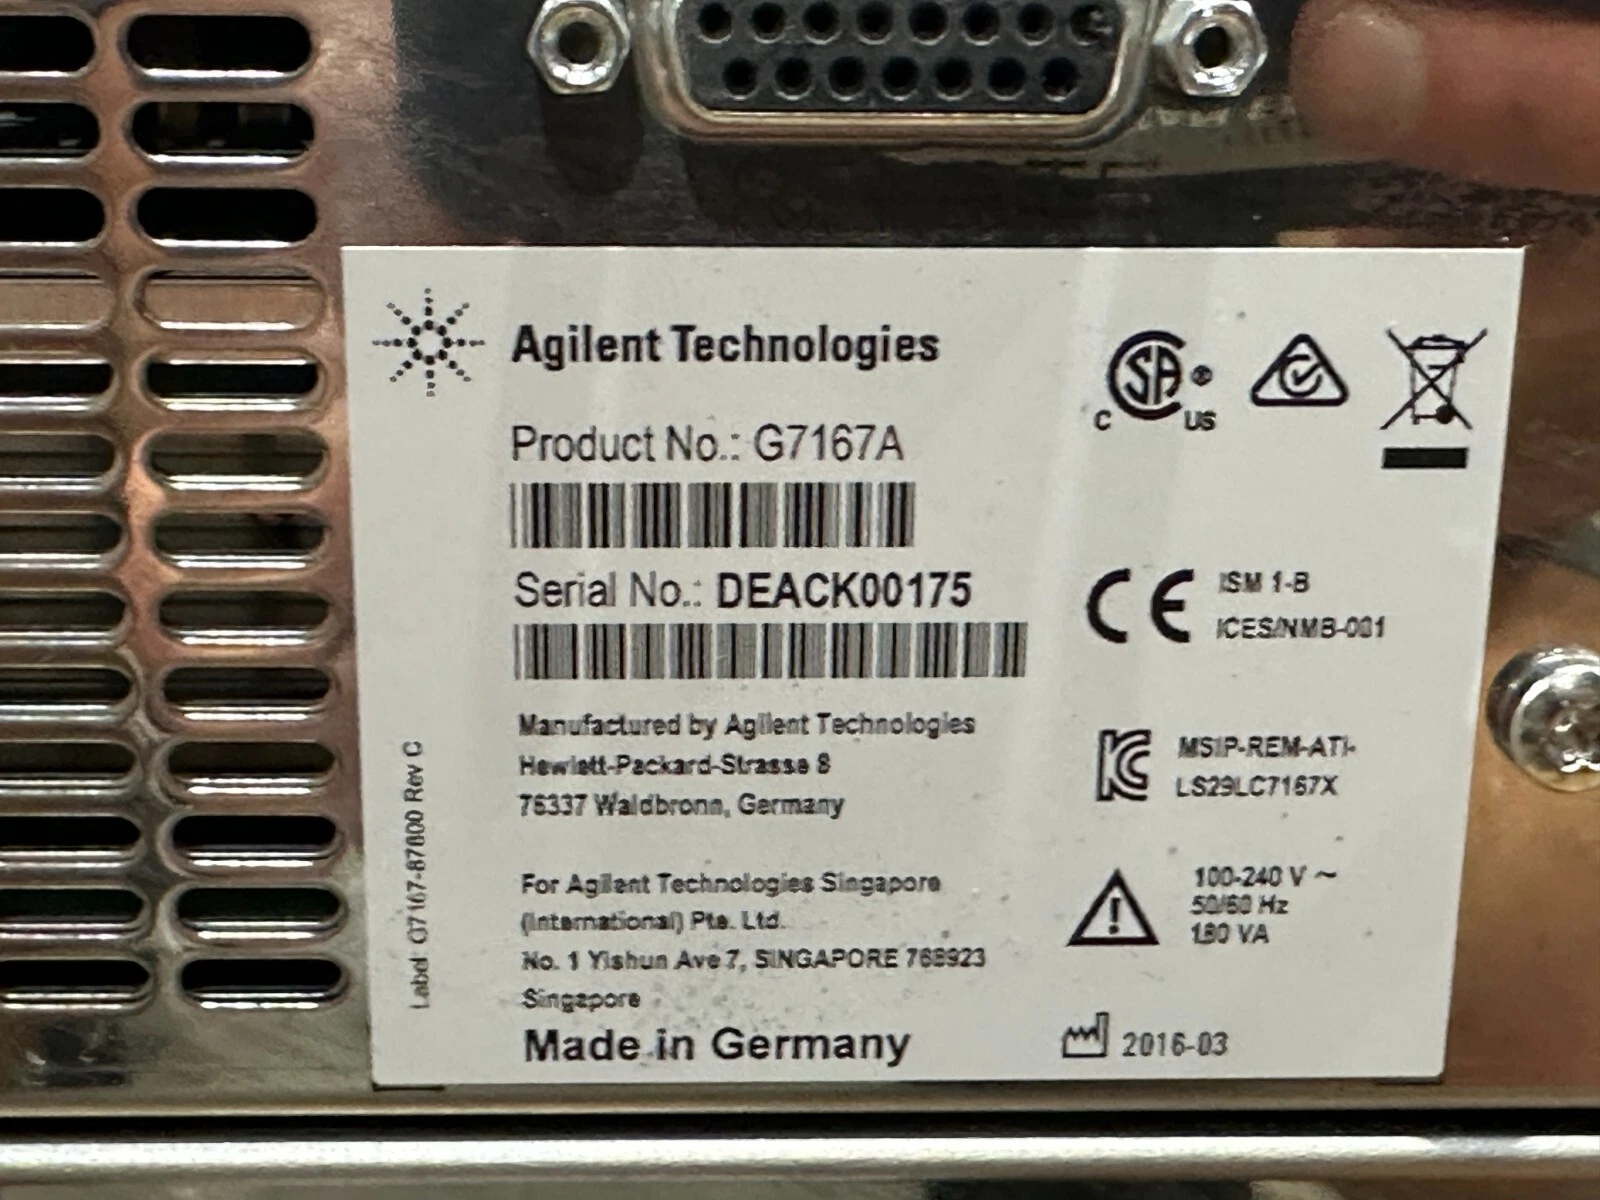 Agilent Technologies
Product No.: G7167A
Serial No.: DEACK00175
Manufactured by Agilent Technologies
Hewlett-Packard-Strasse 8
76337 Waldbronn, Germany
For Agilent Technologies Singapore
(International) Pte. Ltd.
No. 1 Yishun Ave 7, SINGAPORE 768923
Singapore
Made in Germany
Label: G7167-87600 Rev C
C SA ® US
CE
ISM 1-B
ICES/NMB-001
MSIP-REM-ATi-
LS29LC7167X
100-240 V ~
50/60 Hz
180 VA
2016-03